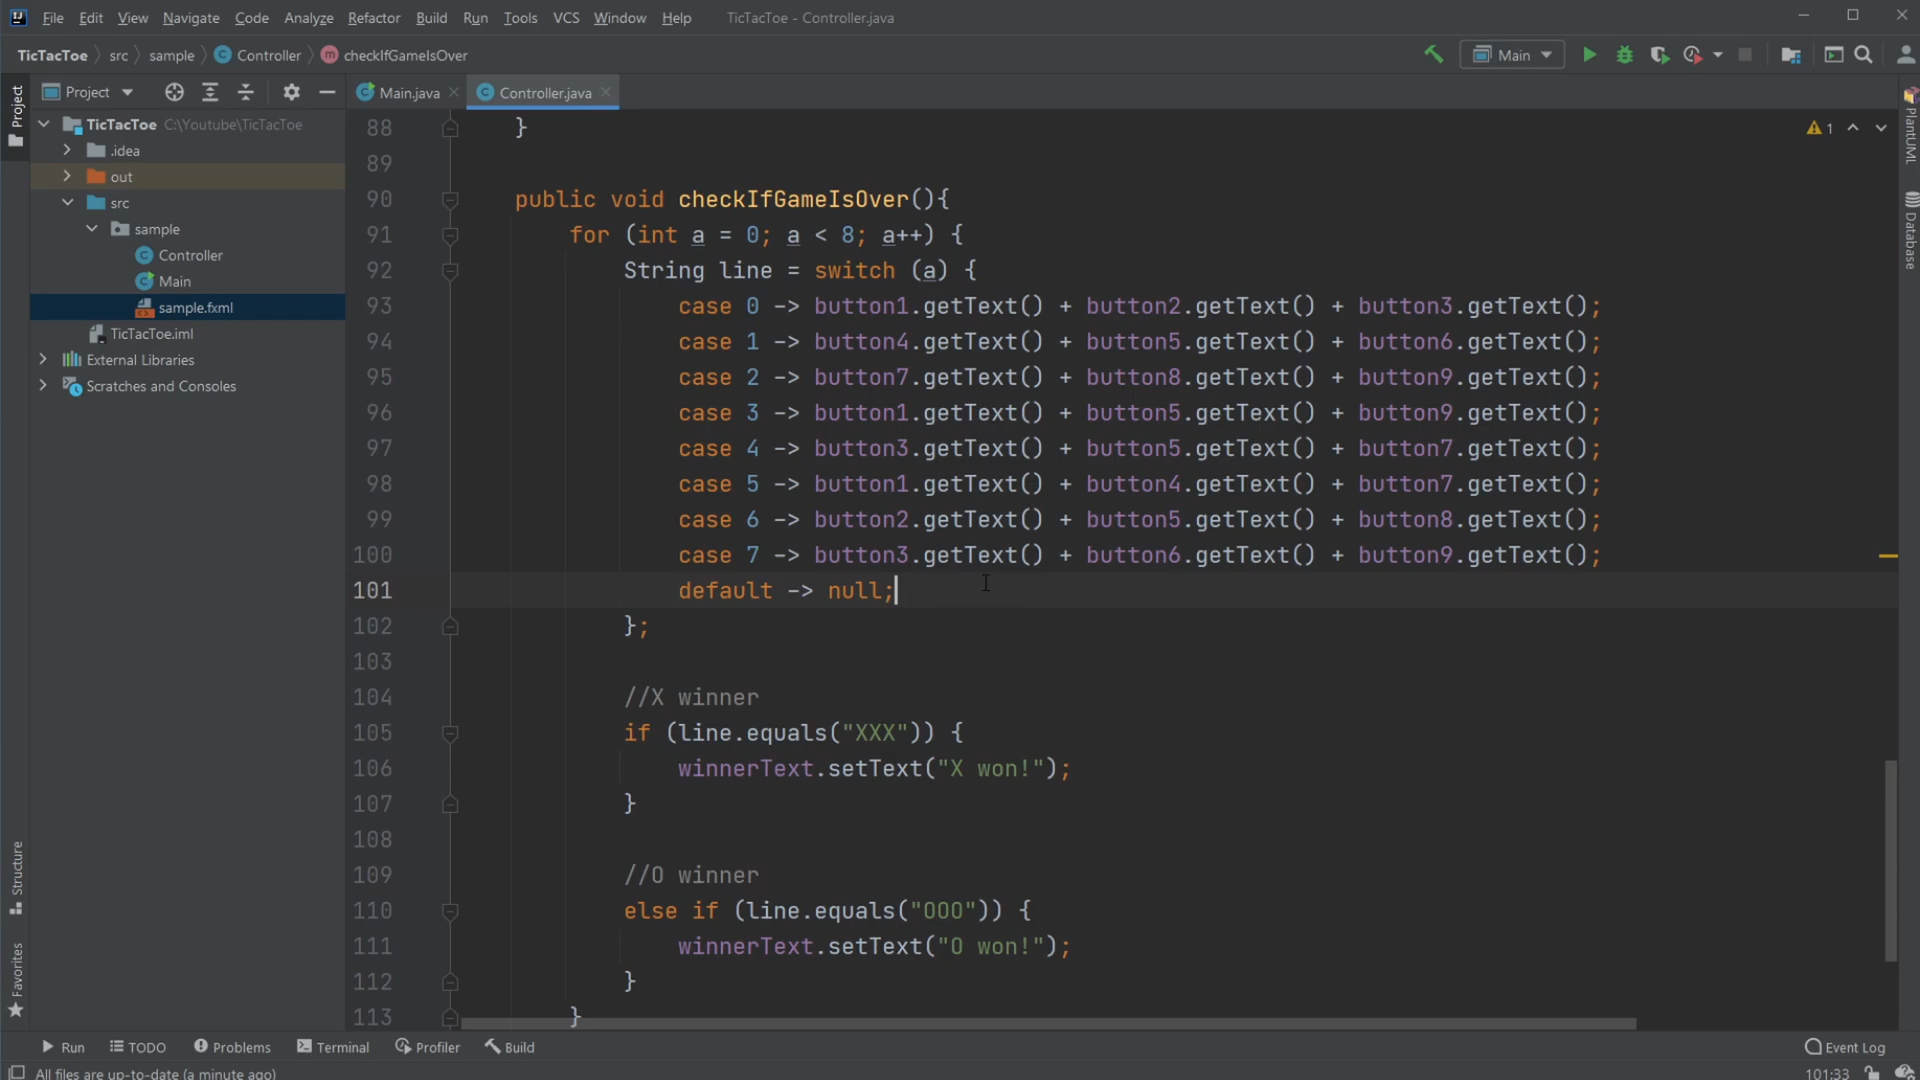 File Edit View Navigate Code Analyze Refactor Build Run Tools VCS Window Help TicTacToe - Controller.java
TicTacToe src sample Controller checkIfGameIsOver Main
Project Main.java Controller.java
Project
TicTacToe C:\Youtube\TicTacToe
.idea
out
src
sample
Controller
Main
sample.fxml
TicTacToe.iml
External Libraries
Scratches and Consoles
Structure
Favorites
1
88 }
89
90 public void checkIfGameIsOver(){
91 for (int a = 0; a < 8; a++) {
92 String line = switch (a) {
93 case 0 -> button1.getText() + button2.getText() + button3.getText();
94 case 1 -> button4.getText() + button5.getText() + button6.getText();
95 case 2 -> button7.getText() + button8.getText() + button9.getText();
96 case 3 -> button1.getText() + button5.getText() + button9.getText();
97 case 4 -> button3.getText() + button5.getText() + button7.getText();
98 case 5 -> button1.getText() + button4.getText() + button7.getText();
99 case 6 -> button2.getText() + button5.getText() + button8.getText();
100 case 7 -> button3.getText() + button6.getText() + button9.getText();
101 default -> null;
102 };
103
104 //X winner
105 if (line.equals("XXX")) {
106 winnerText.setText("X won!");
107 }
108
109 //O winner
110 else if (line.equals("OOO")) {
111 winnerText.setText("O won!");
112 }
113 }
PlantUML
Database
Run TODO Problems Terminal Profiler Build Event Log
All files are up-to-date (a minute ago) 101:33